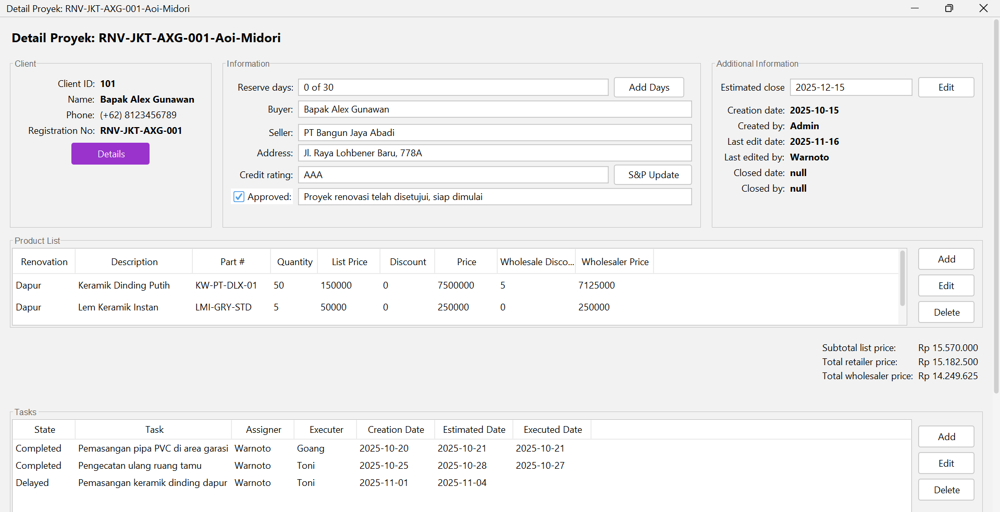 Detail Proyek: RNV-JKT-AXG-001-Aoi-Midori
Detail Proyek: RNV-JKT-AXG-001-Aoi-Midori
Client
Client ID: 101
Name: Bapak Alex Gunawan
Phone: (+62) 8123456789
Registration No: RNV-JKT-AXG-001
Details
Information
Reserve days: 0 of 30 Add Days
Buyer: Bapak Alex Gunawan
Seller: PT Bangun Jaya Abadi
Address: Jl. Raya Lohbener Baru, 778A
Credit rating: AAA S&P Update
Approved: Proyek renovasi telah disetujui, siap dimulai
Additional Information
Estimated close 2025-12-15 Edit
Creation date: 2025-10-15
Created by: Admin
Last edit date: 2025-11-16
Last edited by: Warnoto
Closed date: null
Closed by: null
Product List
Renovation Description Part # Quantity List Price Discount Price Wholesale Disco... Wholesaler Price
Dapur Keramik Dinding Putih KW-PT-DLX-01 50 150000 0 7500000 5 7125000
Dapur Lem Keramik Instan LMI-GRY-STD 5 50000 0 250000 0 250000
Add
Edit
Delete
Subtotal list price: Rp 15.570.000
Total retailer price: Rp 15.182.500
Total wholesaler price: Rp 14.249.625
Tasks
State Task Assigner Executer Creation Date Estimated Date Executed Date
Completed Pemasangan pipa PVC di area garasi Warnoto Goang 2025-10-20 2025-10-21 2025-10-21
Completed Pengecatan ulang ruang tamu Warnoto Toni 2025-10-25 2025-10-28 2025-10-27
Delayed Pemasangan keramik dinding dapur Warnoto Toni 2025-11-01 2025-11-04
Add
Edit
Delete